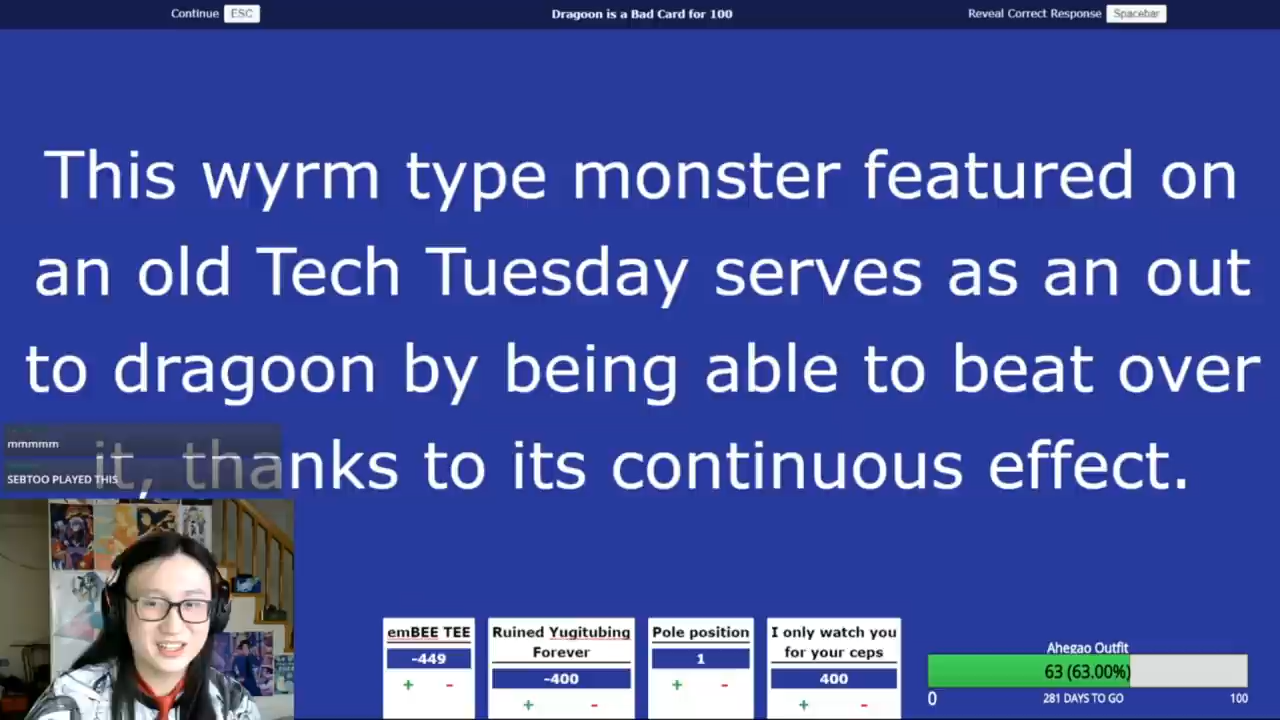 Continue ESC
Dragoon is a Bad Card for 100
Reveal Correct Response Spacebar
This wyrm type monster featured on
an old Tech Tuesday serves as an out
to dragoon by being able to beat over
it, thanks to its continuous effect.
mmmmm
SEBTOO PLAYED THIS
emBEE TEE
-449
+ -
Ruined Yugitubing
Forever
-400
+ -
Pole position
1
+ -
I only watch you
for your ceps
400
+ -
Ahegao Outfit
63 (63.00%)
0 281 DAYS TO GO 100